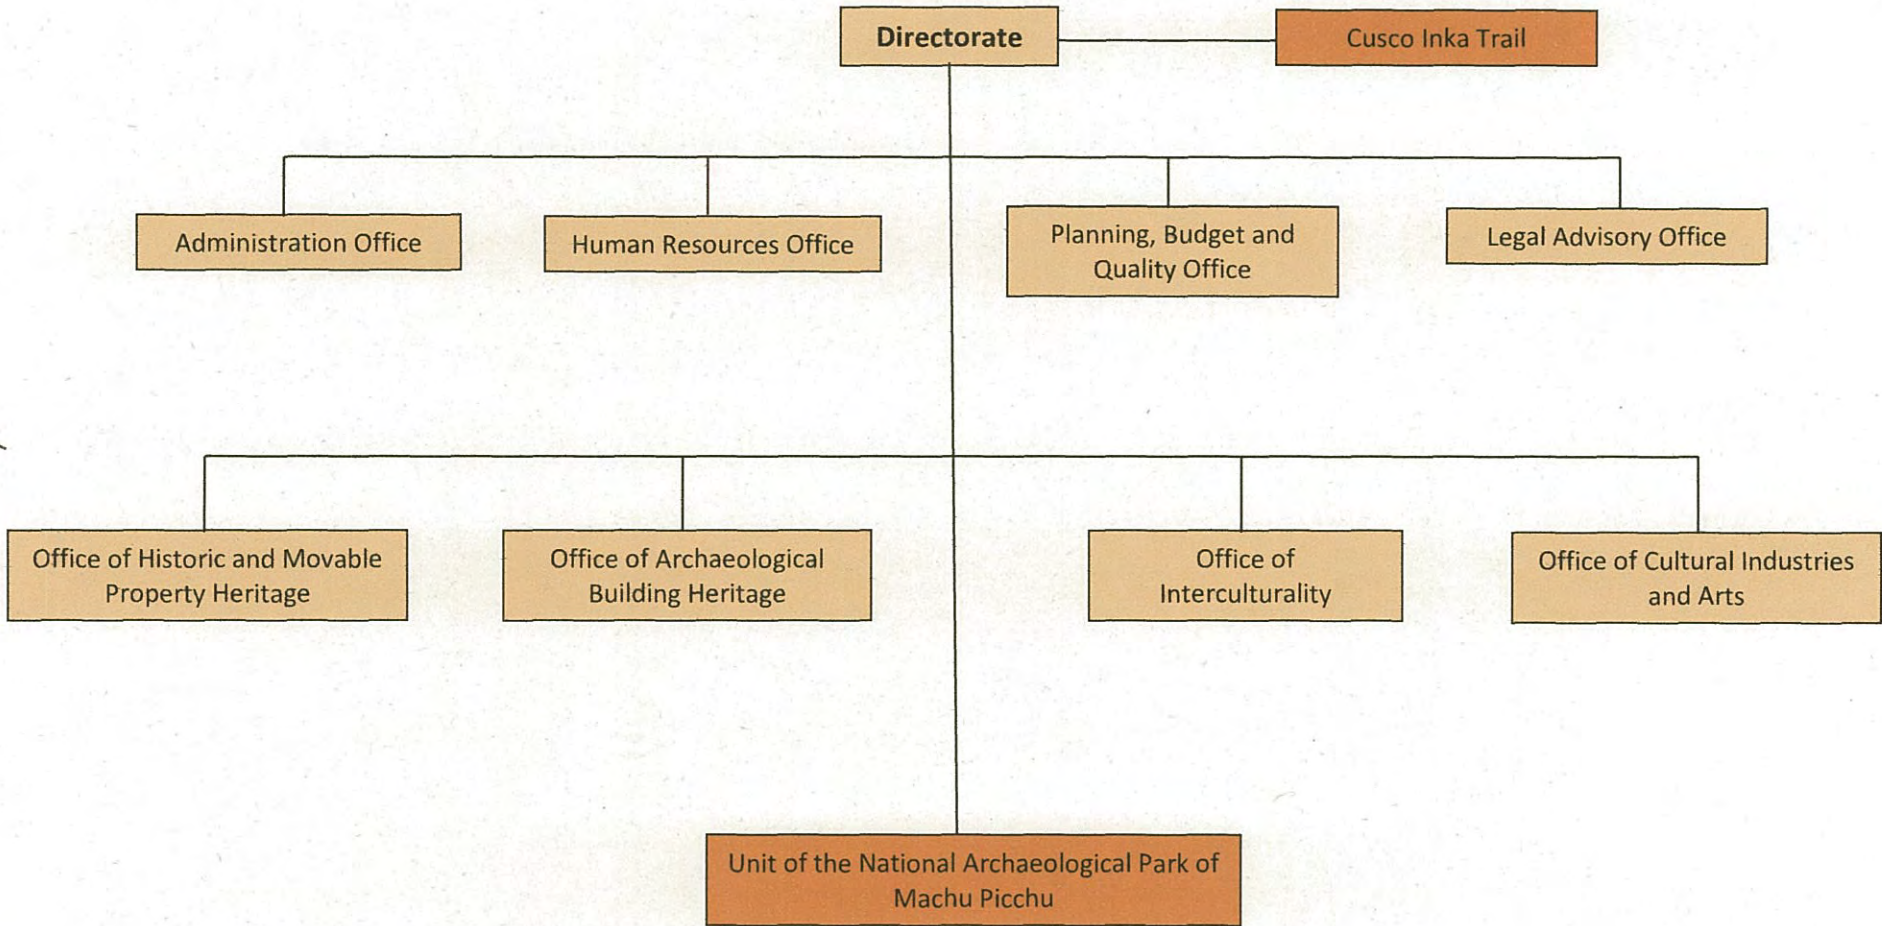 Directorate
Cusco Inka Trail
Administration Office
Human Resources Office
Planning, Budget and
Quality Office
Legal Advisory Office
Office of Historic and Movable
Property Heritage
Office of Archaeological
Building Heritage
Office of
Interculturality
Office of Cultural Industries
and Arts
Unit of the National Archaeological Park of
Machu Picchu